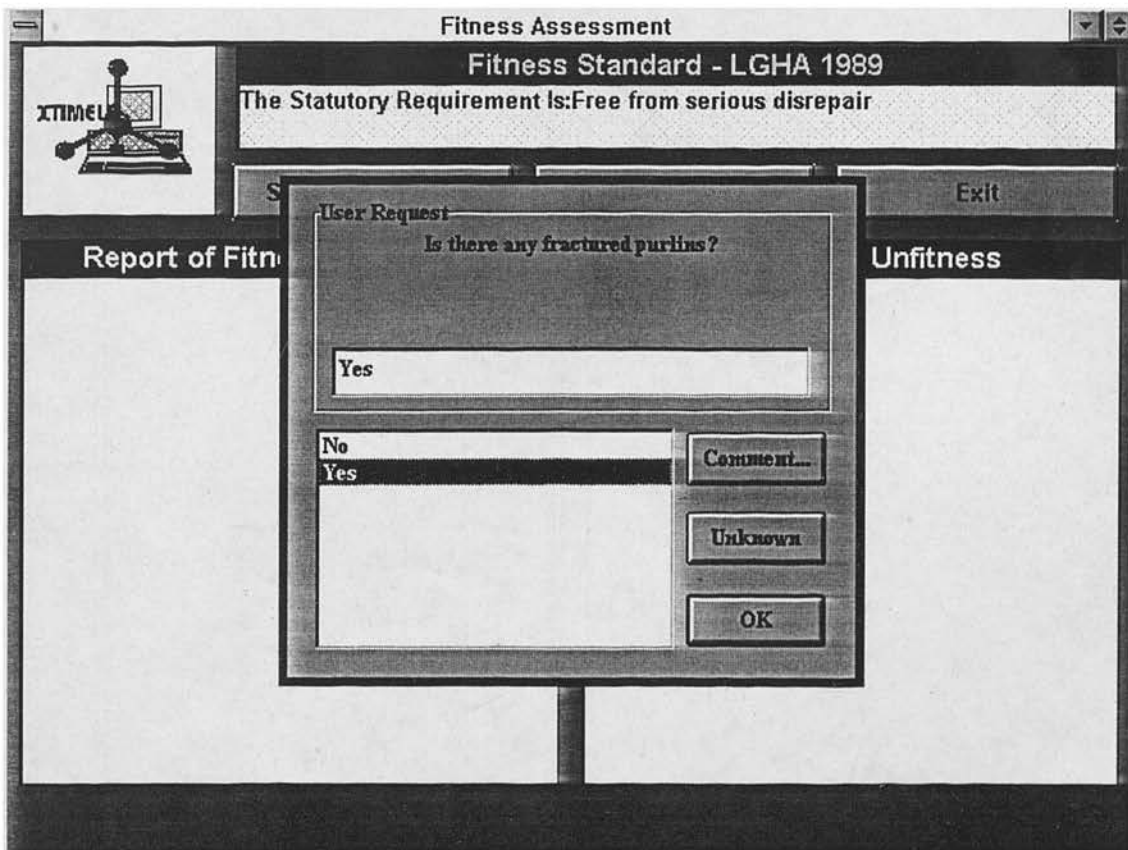 Fitness Assessment
Fitness Standard - LGHA 1989
XTIMEL
The Statutory Requirement Is:Free from serious disrepair
Exit
User Request
Is there any fractured purlins?
Report of
Unfitness
Yes
No
Yes
Comment...
Unknown
OK